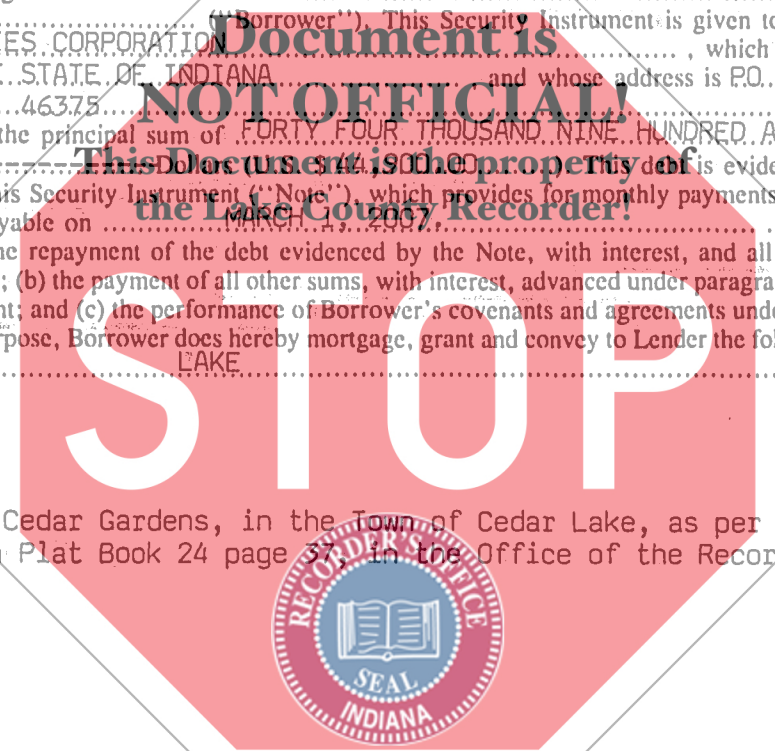 ("Borrower"). This Security Instrument is given to
IES CORPORATION , which
STATE OF INDIANA and whose address is P.O.
46375
the principal sum of FORTY FOUR THOUSAND NINE HUNDRED A
Dollars (U.S. $ 44,900.00 ). This debt is evide
is Security Instrument ("Note"), which provides for monthly payments
yable on MARCH 1, 2007.
ne repayment of the debt evidenced by the Note, with interest, and all
; (b) the payment of all other sums, with interest, advanced under paragra
nt; and (c) the performance of Borrower's covenants and agreements unde
rpose, Borrower does hereby mortgage, grant and convey to Lender the fol
LAKE
Cedar Gardens, in the Town of Cedar Lake, as per
Plat Book 24 page 37, in the Office of the Recor
Document is
NOT OFFICIAL!
This Document is the property of
the Lake County Recorder!
STOP
RECORDER'S OFFICE
SEAL
INDIANA